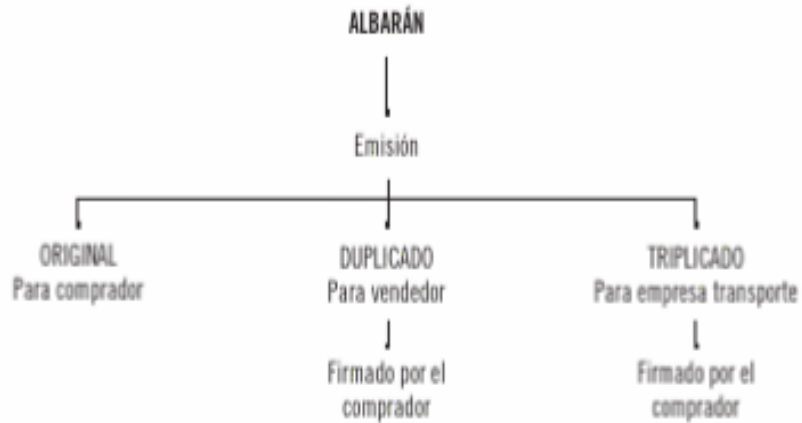 ALBARÁN
Emisión
ORIGINAL
Para comprador
DUPLICADO
Para vendedor
Firmado por el
comprador
TRIPLICADO
Para empresa transporte
Firmado por el
comprador